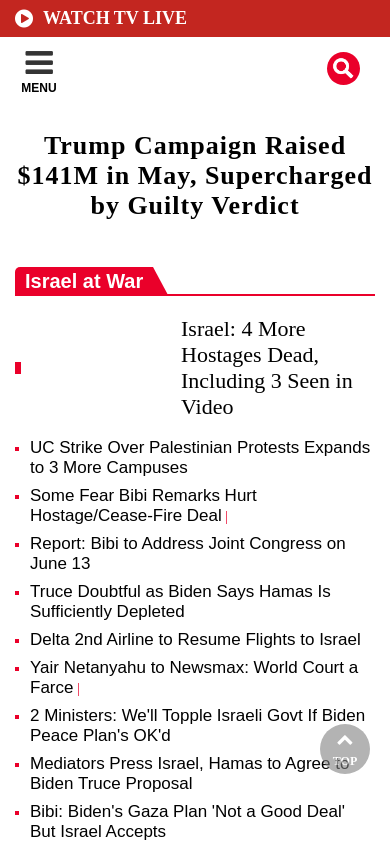 WATCH TV LIVE
MENU
Trump Campaign Raised
$141M in May, Supercharged
by Guilty Verdict
Israel at War
Israel: 4 More
Hostages Dead,
Including 3 Seen in
Video
UC Strike Over Palestinian Protests Expands
to 3 More Campuses
Some Fear Bibi Remarks Hurt
Hostage/Cease-Fire Deal |
Report: Bibi to Address Joint Congress on
June 13
Truce Doubtful as Biden Says Hamas Is
Sufficiently Depleted
Delta 2nd Airline to Resume Flights to Israel
Yair Netanyahu to Newsmax: World Court a
Farce |
2 Ministers: We'll Topple Israeli Govt If Biden
Peace Plan's OK'd
Mediators Press Israel, Hamas to Agree to
Biden Truce Proposal
TOP
Bibi: Biden's Gaza Plan 'Not a Good Deal'
But Israel Accepts